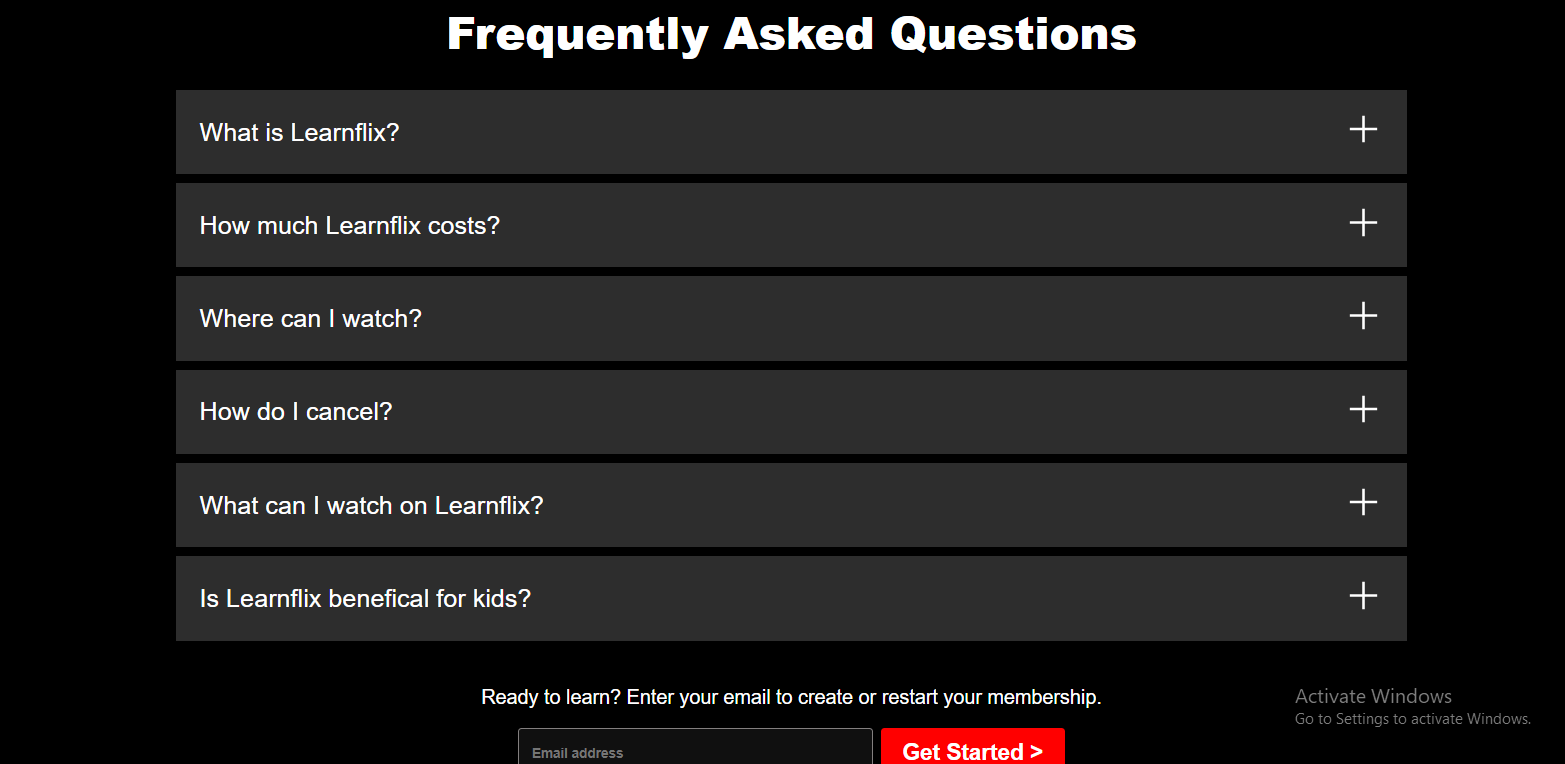 Frequently Asked Questions
What is Learnflix?
How much Learnflix costs?
Where can I watch?
How do I cancel?
What can I watch on Learnflix?
Is Learnflix benefical for kids?
Ready to learn? Enter your email to create or restart your membership.
Activate Windows
Go to Settings to activate Windows.
Email address
Get Started >